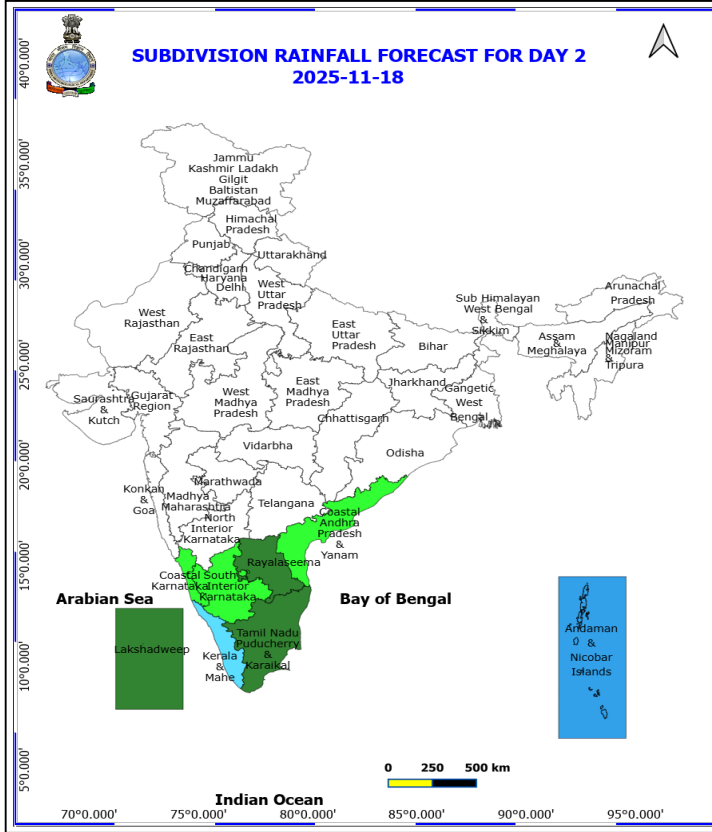 SUBDIVISION RAINFALL FORECAST FOR DAY 2
2025-11-18
40°0.000'
35°0.000'
30°0.000'
25°0.000'
20°0.000'
15°0.000'
10°0.000'
5°0.000'
Jammu
Kashmir Ladakh
Gilgit
Baltistan
Muzaffarabad
Himachal
Pradesh
Punjab
Uttarakhand
Chandigarh
Haryana
Delhi
West
Uttar
Pradesh
Arunachal
Pradesh
West
Rajasthan
East
Rajasthan
East
Uttar
Pradesh
Bihar
Sub Himalayan
West Bengal
&
Sikkim
Assam
&
Meghalaya
Nagaland
Manipur
Mizoram
&
Tripura
Saurashtra
&
Kutch
Gujarat
Region
West
Madhya
Pradesh
East
Madhya
Pradesh
Jharkhand
Gangetic
West
Bengal
Chhattisgarh
Vidarbha
Odisha
Konkan
&
Goa
Madhya
Maharashtra
Marathwada
Telangana
North
Interior
Karnataka
Coastal
Andhra
Pradesh
&
Yanam
Rayalaseema
Coastal
Karnataka
South
Interior
Karnataka
Arabian Sea
Bay of Bengal
Lakshadweep
Kerala
&
Mahe
Tamil Nadu
Puducherry
&
Karaikal
Andaman
&
Nicobar
Islands
0 250 500 km
Indian Ocean
70°0.000' 75°0.000' 80°0.000' 85°0.000' 90°0.000' 95°0.000'